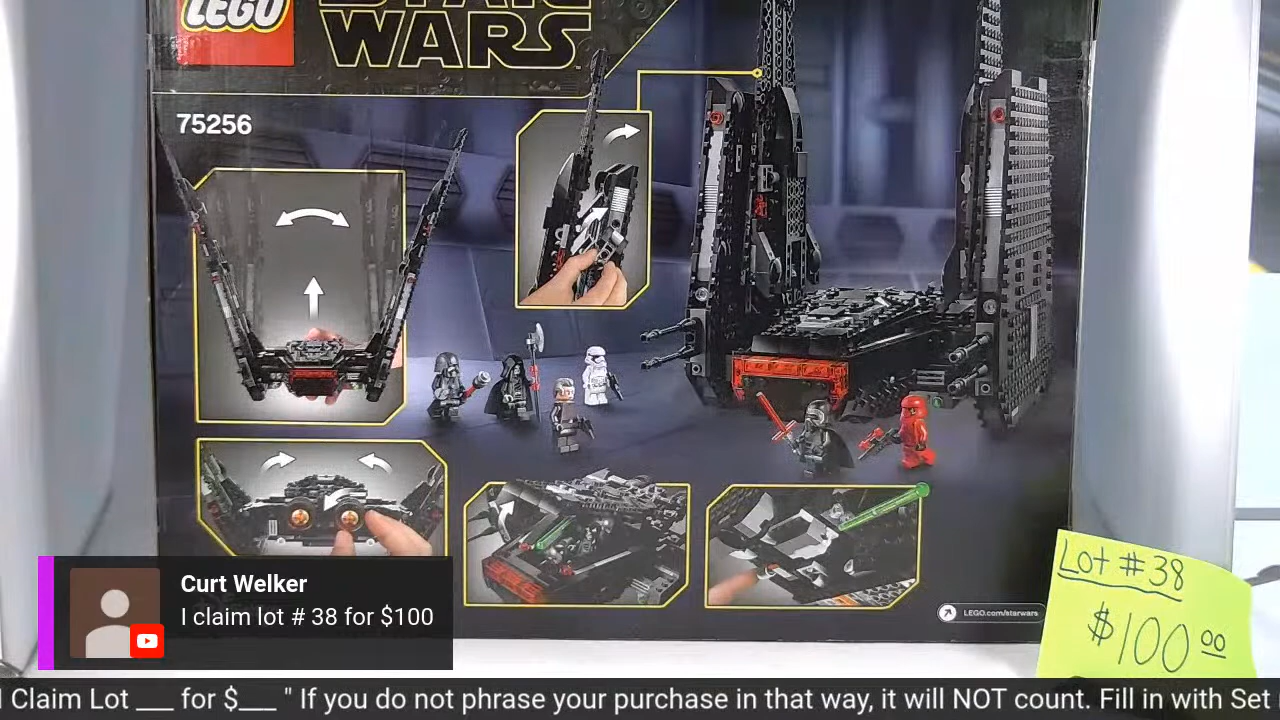 LEGO
STAR
WARS
75256
LEGO.com/starwars
Lot # 38
$100 00
Curt Welker
I claim lot # 38 for $100
Claim Lot ___ for $___ " If you do not phrase your purchase in that way, it will NOT count. Fill in with Set